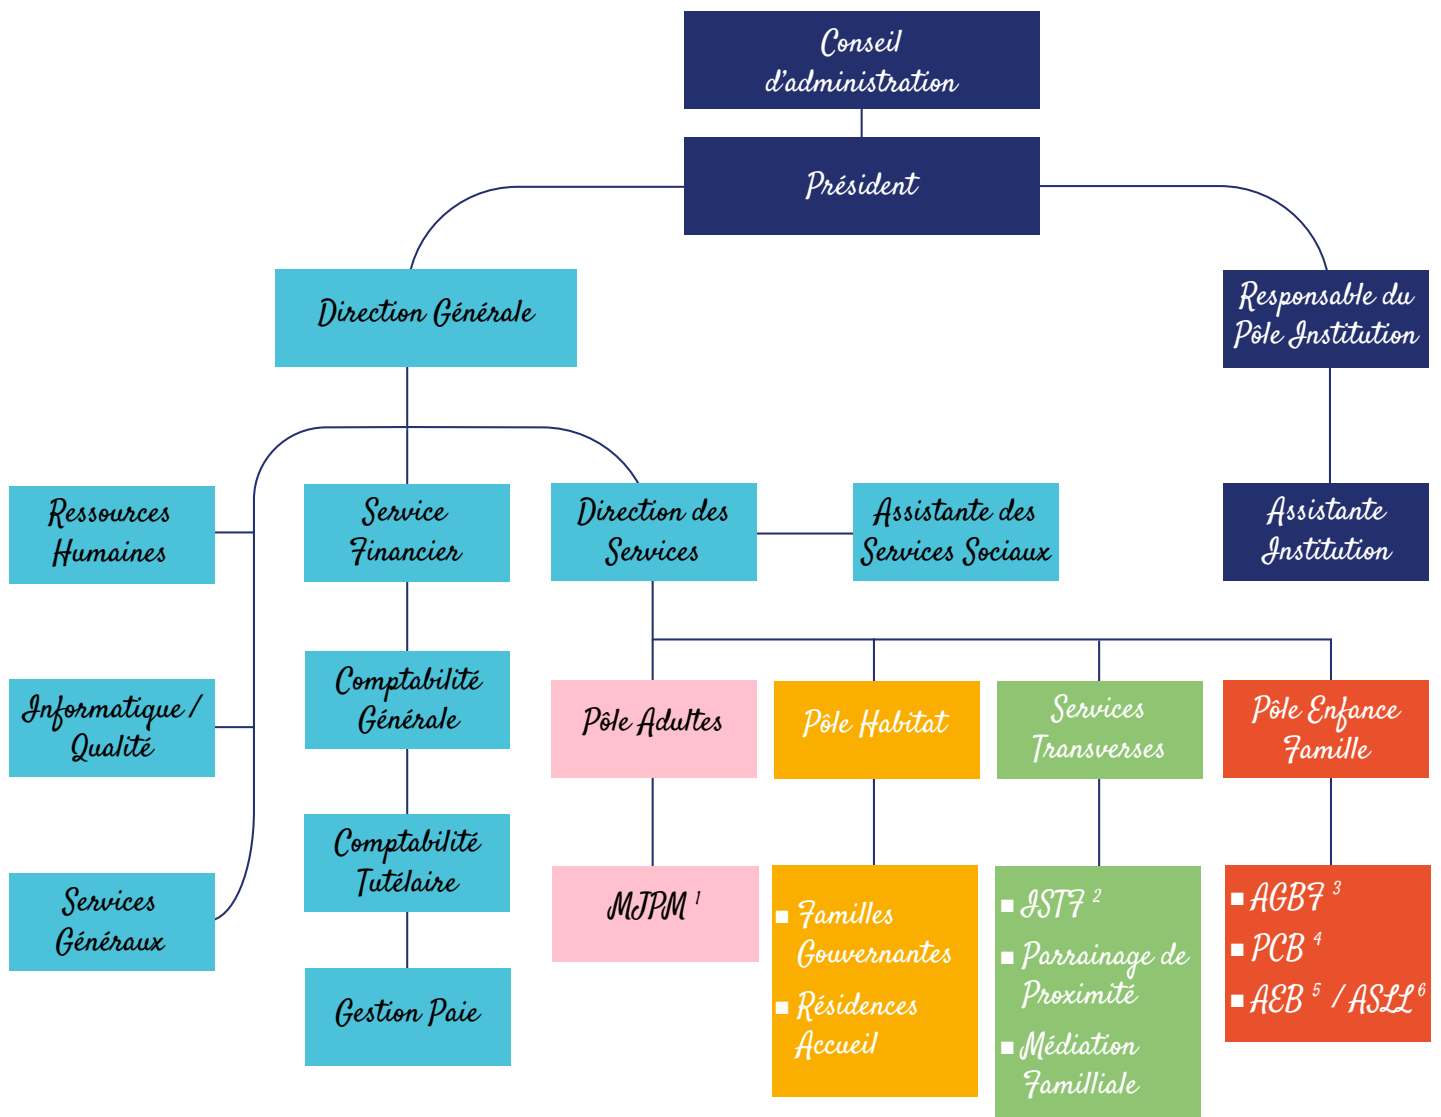 Conseil
d'administration
Président
Direction Générale
Responsable du
Pôle Institution
Ressources
Humaines
Service
Financier
Direction des
Services
Assistante des
Services Sociaux
Assistante
Institution
Informatique /
Qualité
Comptabilité
Générale
Pôle Adultes
Pôle Habitat
Services
Transverses
Pôle Enfance
Famille
Services
Généraux
Comptabilité
Tutélaire
Gestion Paie
MJPM 1
■ Familles
Gouvernantes
■ Résidences
Accueil
■ ISTF 2
■ Parrainage de
Proximité
■ Médiation
Familliale
■ AGBF 3
■ PCB 4
■ AEB 5 / ASLL 6